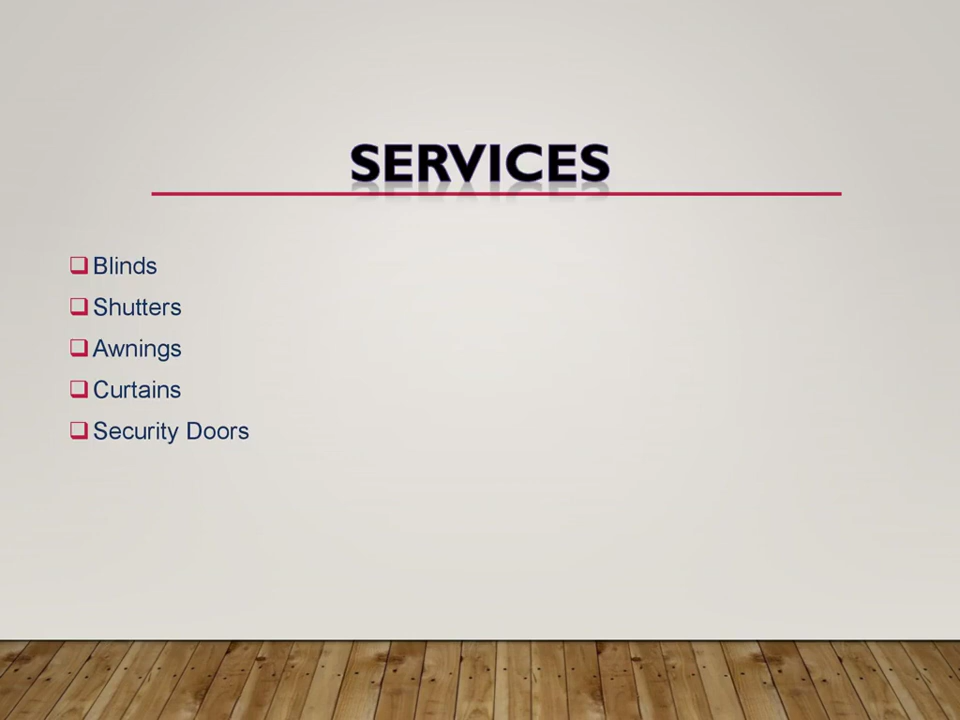 SERVICES
Blinds
Shutters
Awnings
Curtains
Security Doors